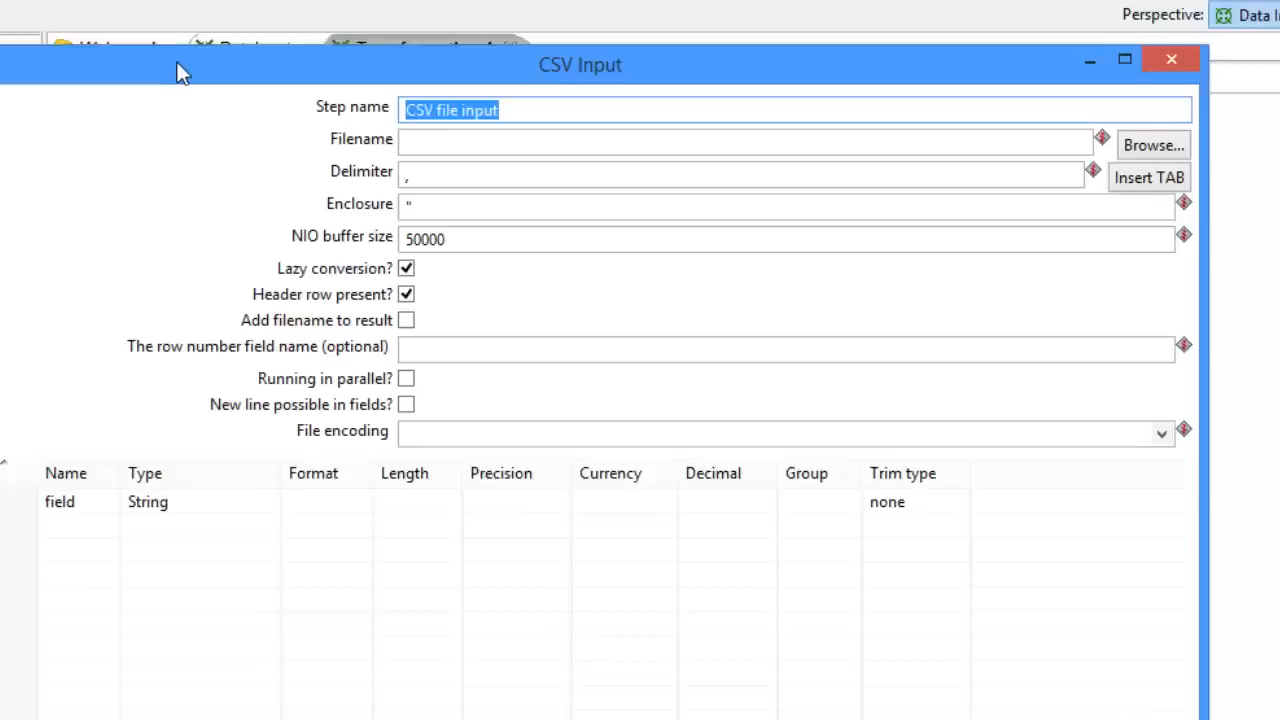 Perspective:
Data I
CSV Input
Step name CSV file input
Filename Browse...
Delimiter , Insert TAB
Enclosure "
NIO buffer size 50000
Lazy conversion?
Header row present?
Add filename to result
The row number field name (optional)
Running in parallel?
New line possible in fields?
File encoding
Name Type Format Length Precision Currency Decimal Group Trim type
field String none